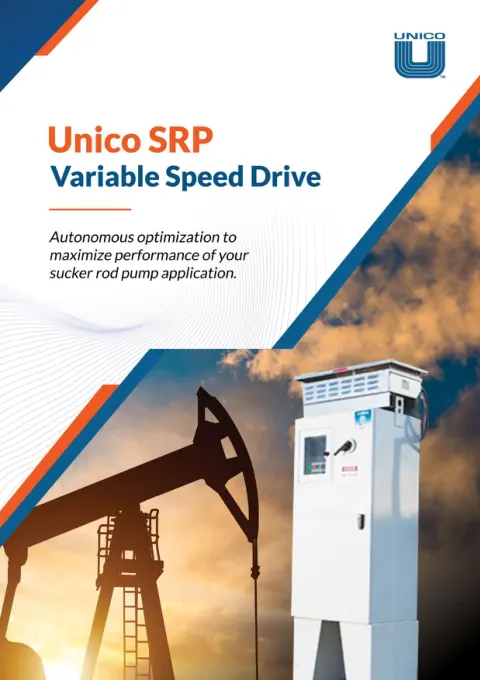 UNICO
Unico SRP
Variable Speed Drive
Autonomous optimization to
maximize performance of your
sucker rod pump application.